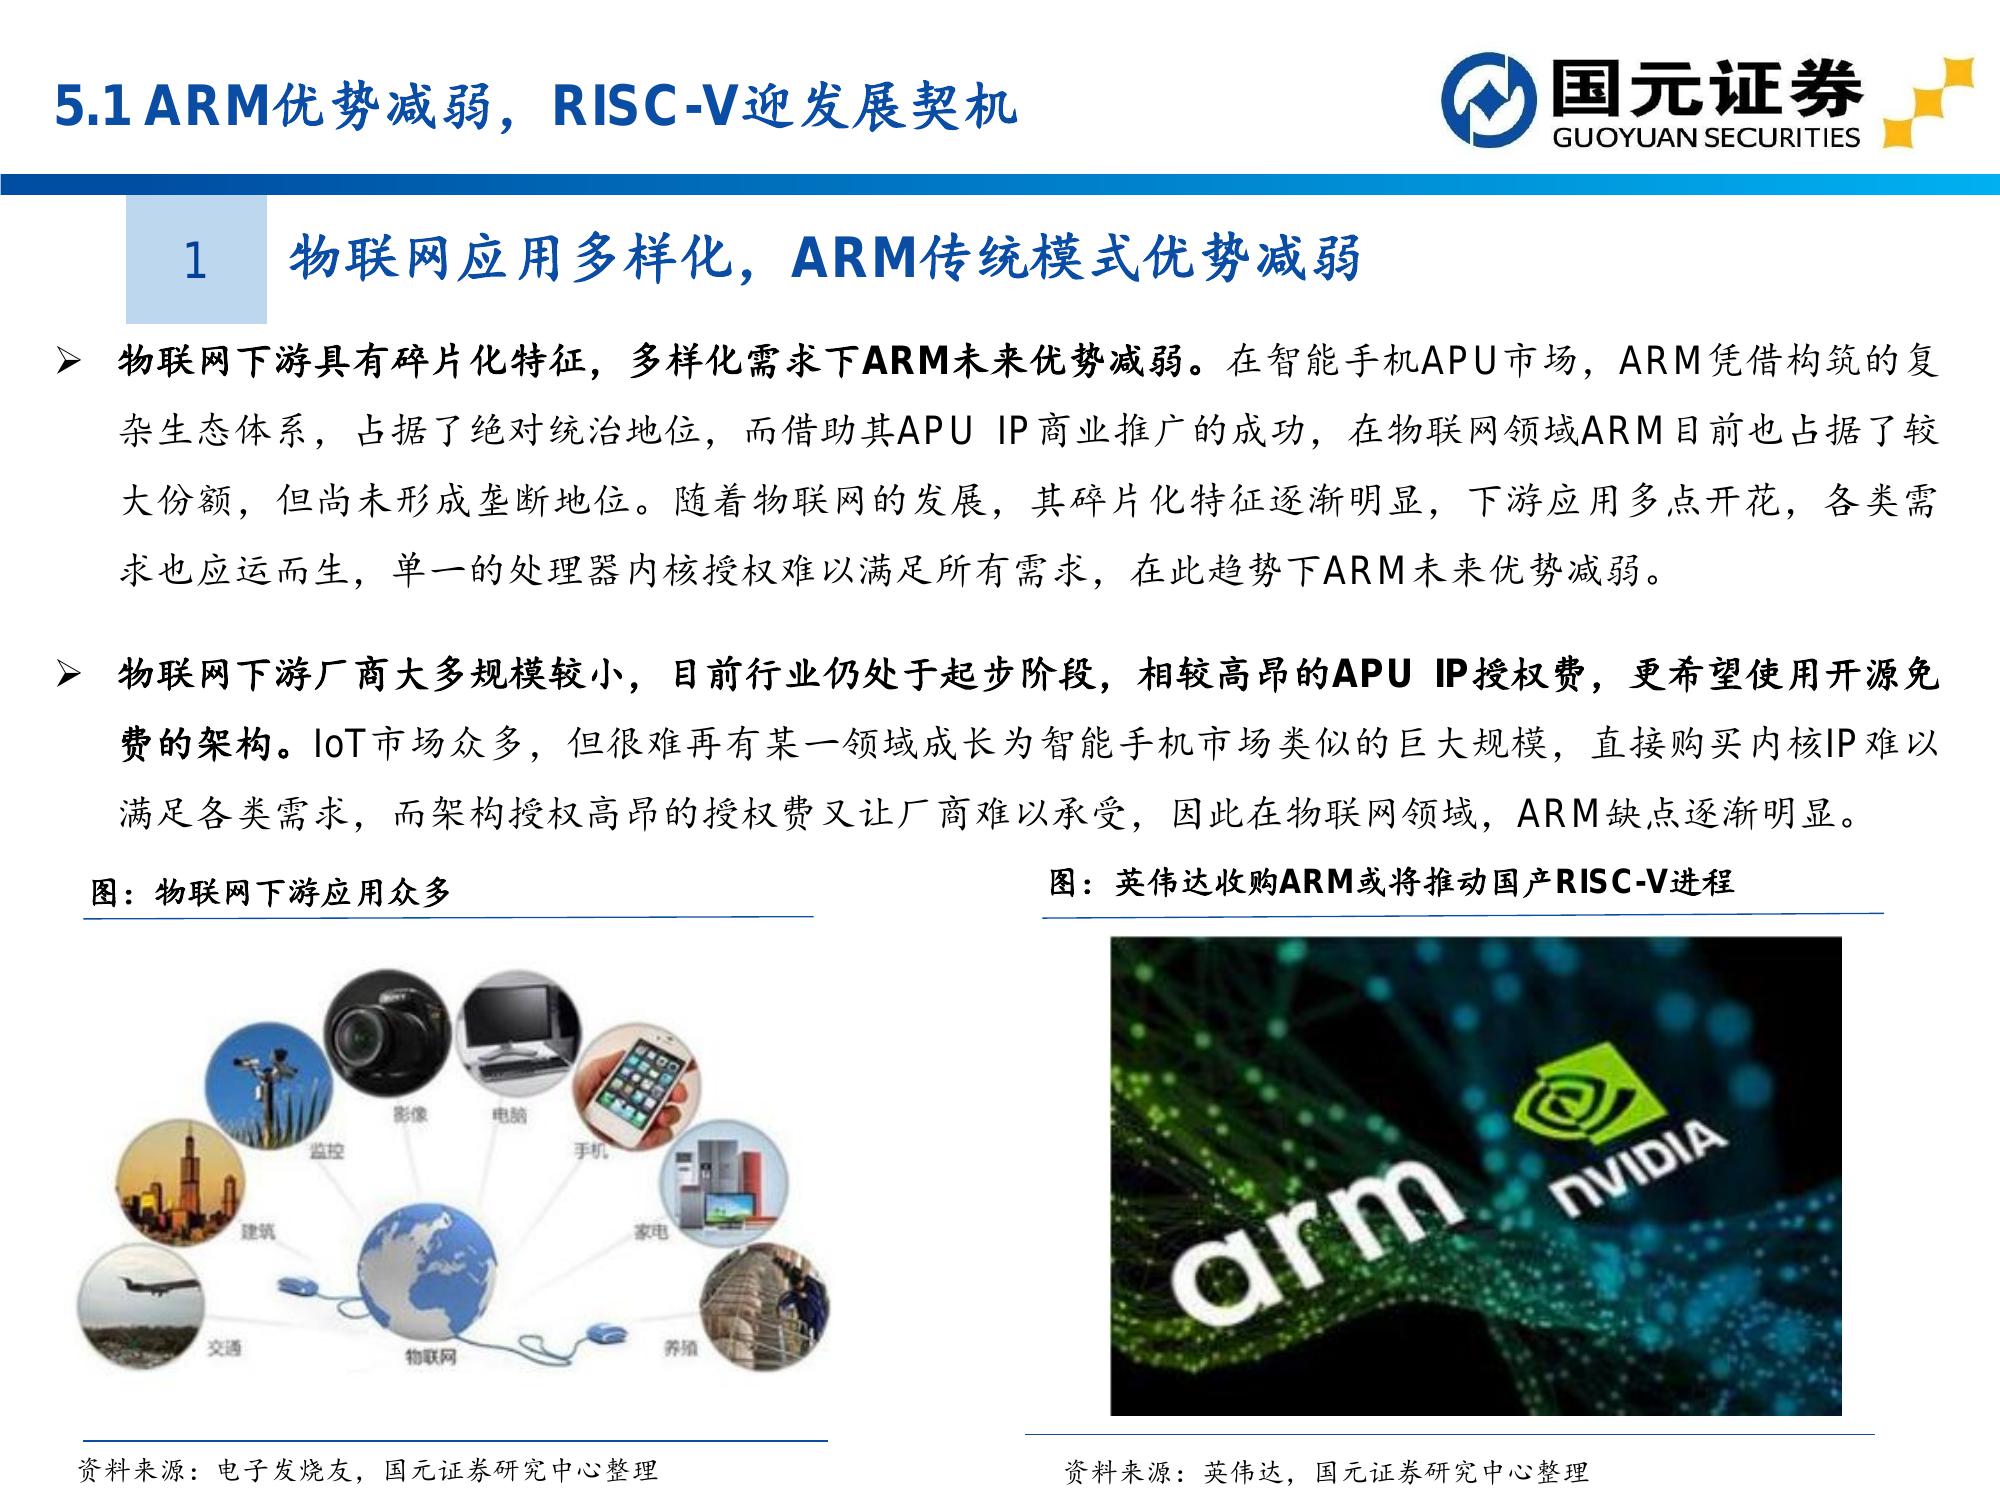 5.1 ARM优势减弱，RISC-V迎发展契机
国元证券
GUOYUAN SECURITIES
1
物联网应用多样化，ARM传统模式优势减弱
物联网下游具有碎片化特征，多样化需求下ARM未来优势减弱。在智能手机APU市场，ARM凭借构筑的复
杂生态体系，占据了绝对统治地位，而借助其APU IP商业推广的成功，在物联网领域ARM目前也占据了较
大份额，但尚未形成垄断地位。随着物联网的发展，其碎片化特征逐渐明显，下游应用多点开花，各类需
求也应运而生，单一的处理器内核授权难以满足所有需求，在此趋势下ARM未来优势减弱。
物联网下游厂商大多规模较小，目前行业仍处于起步阶段，相较高昂的APU IP授权费，更希望使用开源免
费的架构。IoT市场众多，但很难再有某一领域成长为智能手机市场类似的巨大规模，直接购买内核IP难以
满足各类需求，而架构授权高昂的授权费又让厂商难以承受，因此在物联网领域，ARM缺点逐渐明显。
图：物联网下游应用众多
图：英伟达收购ARM或将推动国产RISC-V进程
影像
电脑
监控
手机
建筑
家电
交通
物联网
养殖
arm
NVIDIA
资料来源：电子发烧友，国元证券研究中心整理
资料来源：英伟达，国元证券研究中心整理